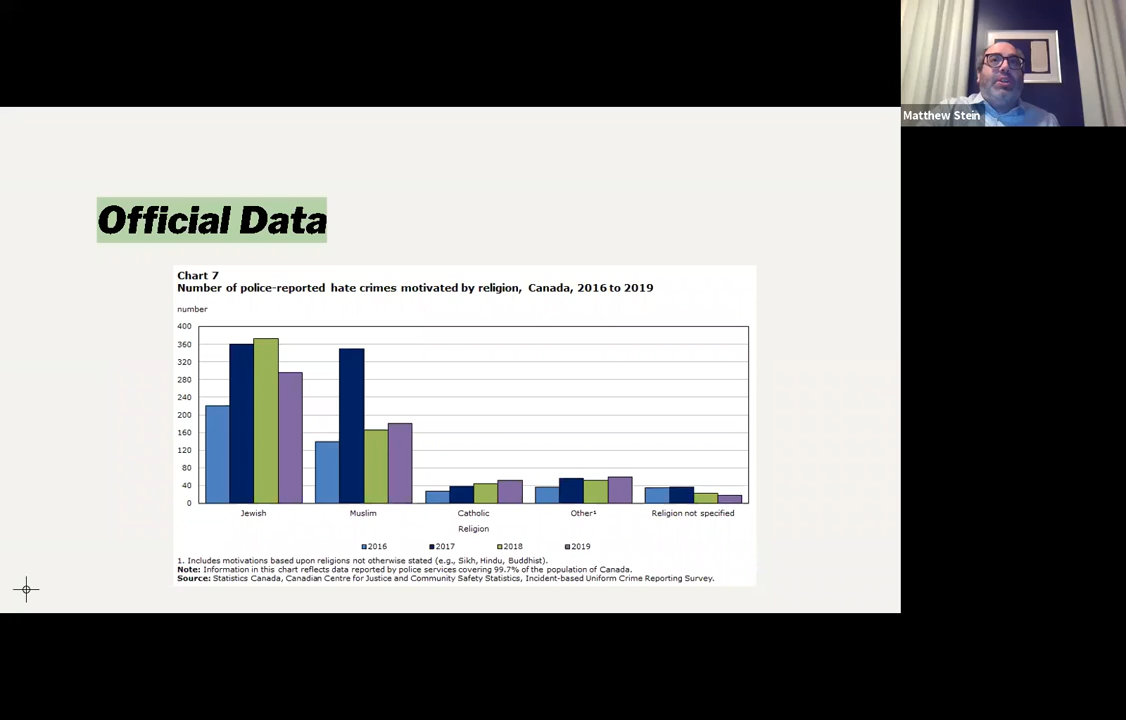 Matthew Stein
Official Data
Chart 7
Number of police-reported hate crimes motivated by religion, Canada, 2016 to 2019
number
400
360
320
280
240
200
160
120
80
40
0
Jewish Muslim Catholic Other¹ Religion not specified
Religion
2016 2017 2018 2019
1. Includes motivations based upon religions not otherwise stated (e.g., Sikh, Hindu, Buddhist).
Note: Information in this chart reflects data reported by police services covering 99.7% of the population of Canada.
Source: Statistics Canada, Canadian Centre for Justice and Community Safety Statistics, Incident-based Uniform Crime Reporting Survey.